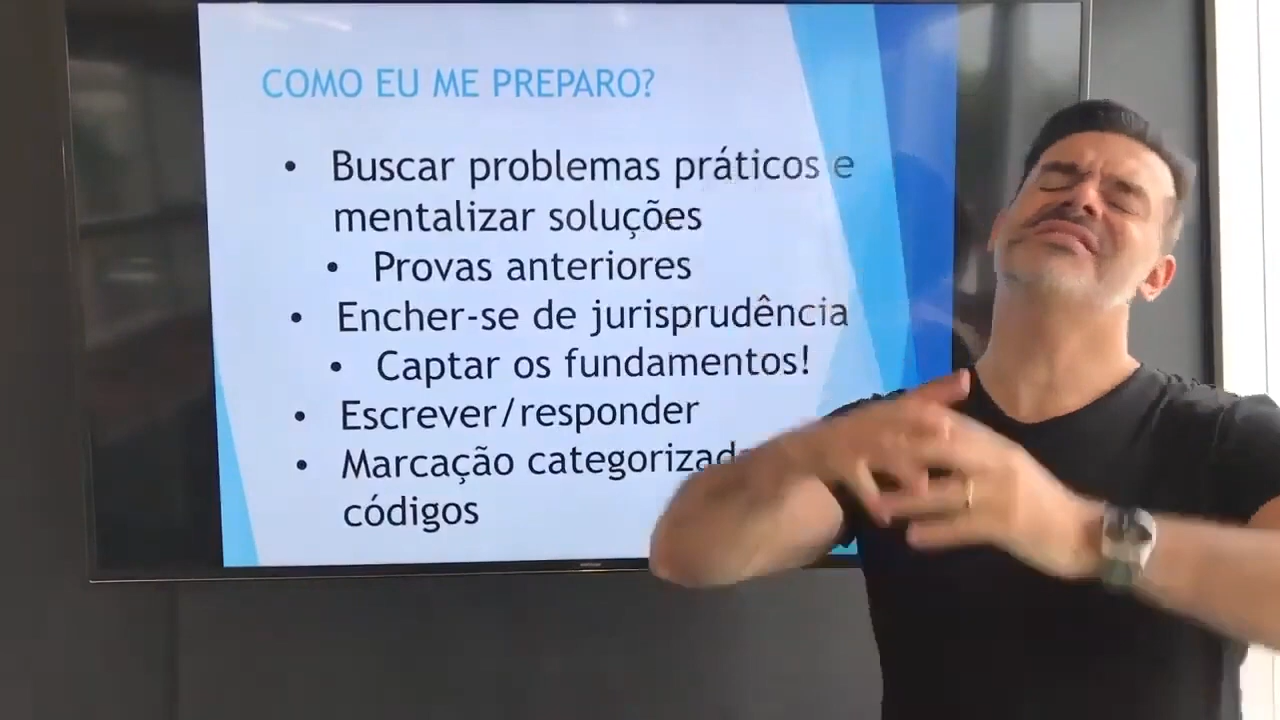 COMO EU ME PREPARO?
• Buscar problemas práticos e
mentalizar soluções
• Provas anteriores
• Encher-se de jurisprudência
• Captar os fundamentos!
• Escrever/responder
• Marcação
códigos